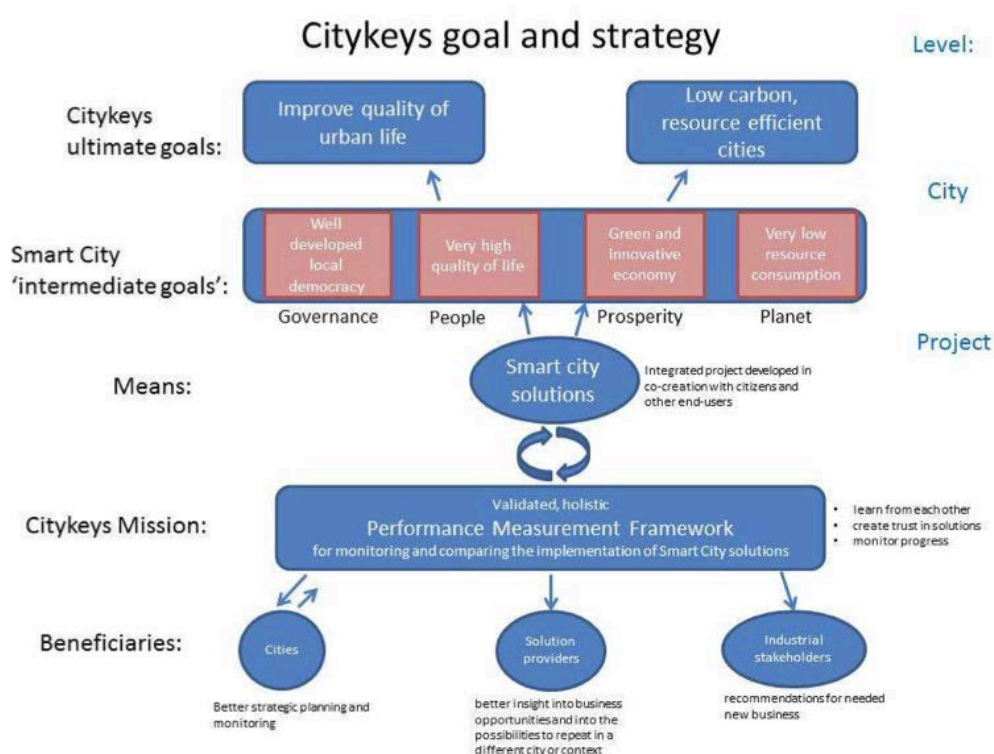 Citykeys goal and strategy
Level:
Citykeys
ultimate goals:
Improve quality of
urban life
Low carbon,
resource efficient
cities
City
Smart City
'intermediate goals':
Well
developed
local
democracy
Very high
quality of life
Green and
innovative
economy
Very low
resource
consumption
Governance
People
Prosperity
Planet
Project
Means:
Smart city
solutions
Integrated project developed in
co-creation with citizens and
other end-users
Citykeys Mission:
Validated, holistic
Performance Measurement Framework
for monitoring and comparing the implementation of Smart City solutions
• learn from each other
• create trust in solutions
• monitor progress
Beneficiaries:
Cities
Solution
providers
Industrial
stakeholders
Better strategic planning and
monitoring
better insight into business
opportunities and into the
possibilities to repeat in a
different city or context
recommendations for needed
new business